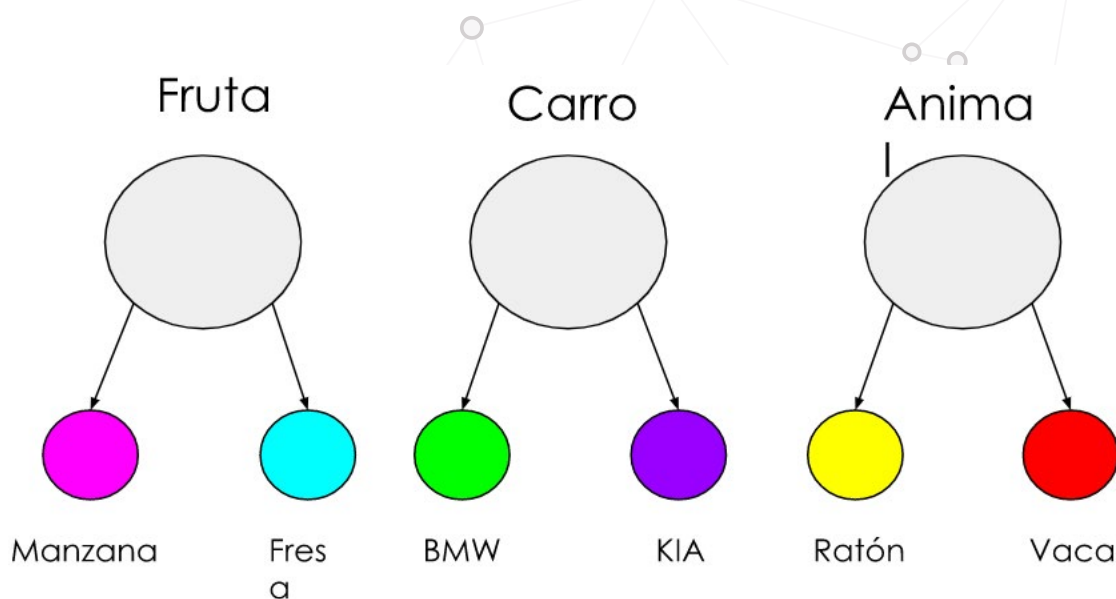 Fruta
Carro
Anima
l
Manzana
Fres
a
BMW
KIA
Ratón
Vaca